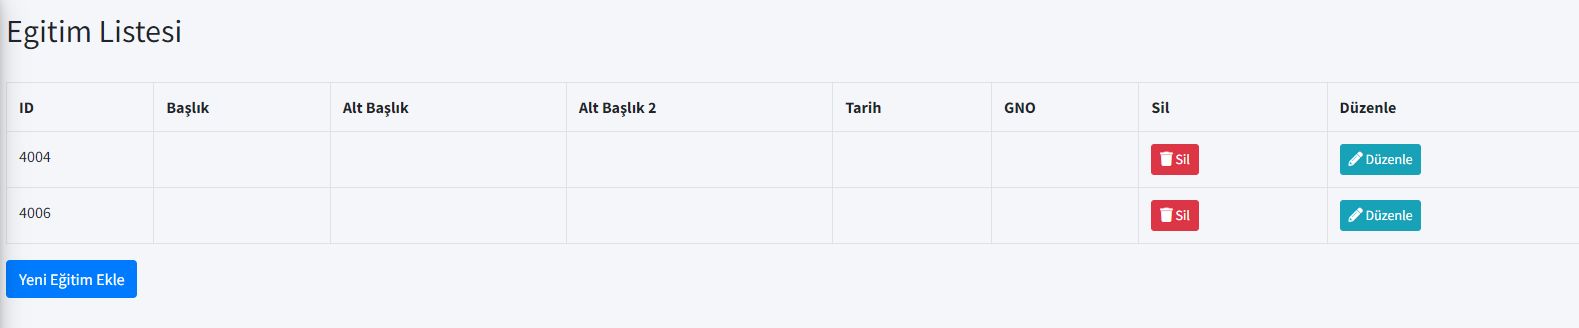 Egitim Listesi
ID Başlık Alt Başlık Alt Başlık 2 Tarih GNO Sil Düzenle
4004 Sil Düzenle
4006 Sil Düzenle
Yeni Eğitim Ekle